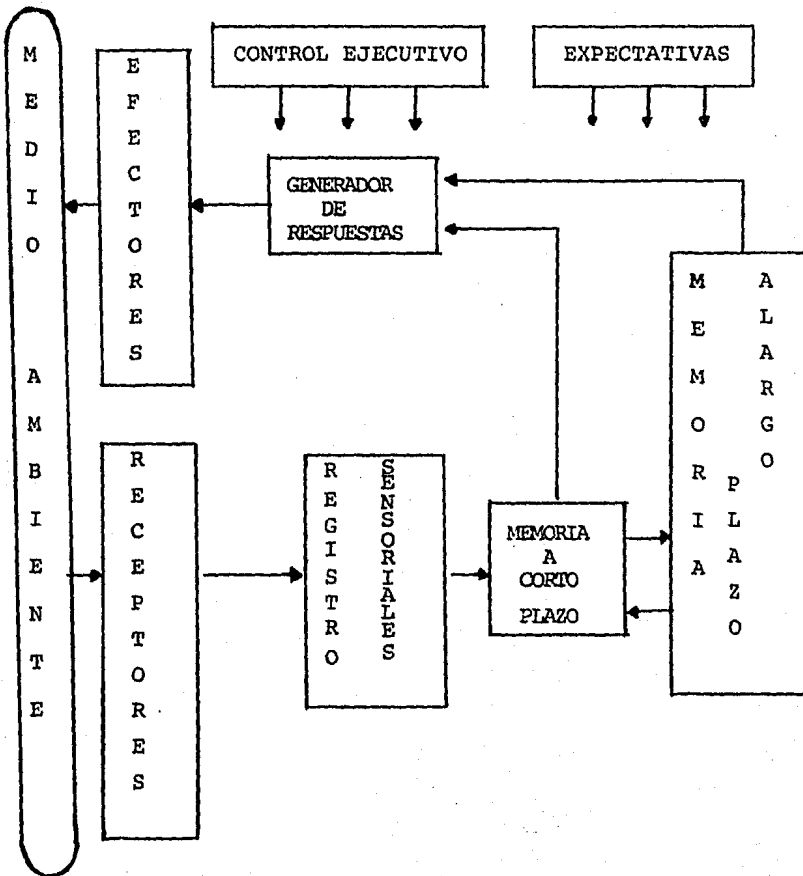 CONTROL EJECUTIVO
EXPECTATIVAS
MEDIO AMBIENTE
EFECTORES
GENERADOR
DE
RESPUESTAS
MEMORIA
A LARGO
PLAZO
RECEPTORES
REGISTRO
SENSORIALES
MEMORIA
A
CORTO
PLAZO